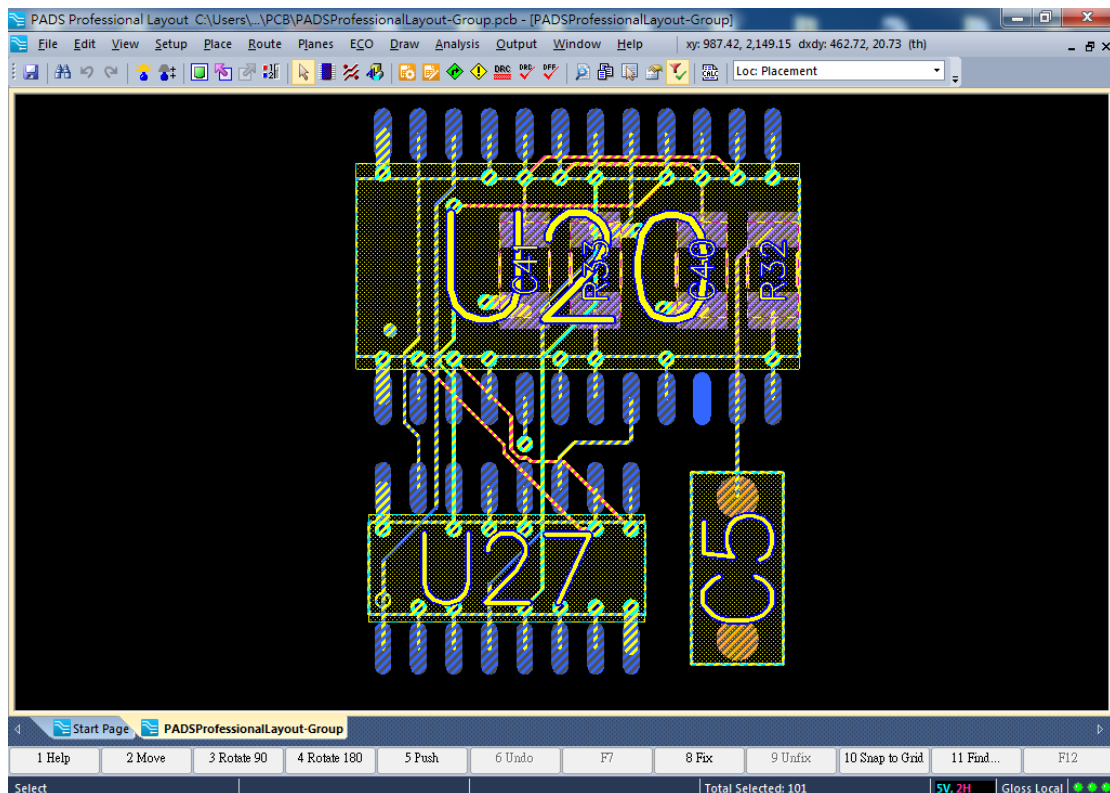 PADS Professional Layout C:\Users\...\PCB\PADSProfessionalLayout-Group.pcb - [PADSProfessionalLayout-Group]
File Edit View Setup Place Route Planes ECO Draw Analysis Output Window Help xy: 987.42, 2,149.15 dxdy: 462.72, 20.73 (th)
DRC DRC DFF CALC Loc: Placement
U20
C41 R33 C40 R32
U27
C5
Start Page PADSProfessionalLayout-Group
1 Help 2 Move 3 Rotate 90 4 Rotate 180 5 Push 6 Undo F7 8 Fix 9 Unfix 10 Snap to Grid 11 Find... F12
Select Total Selected: 101 5V, 2H Gloss Local